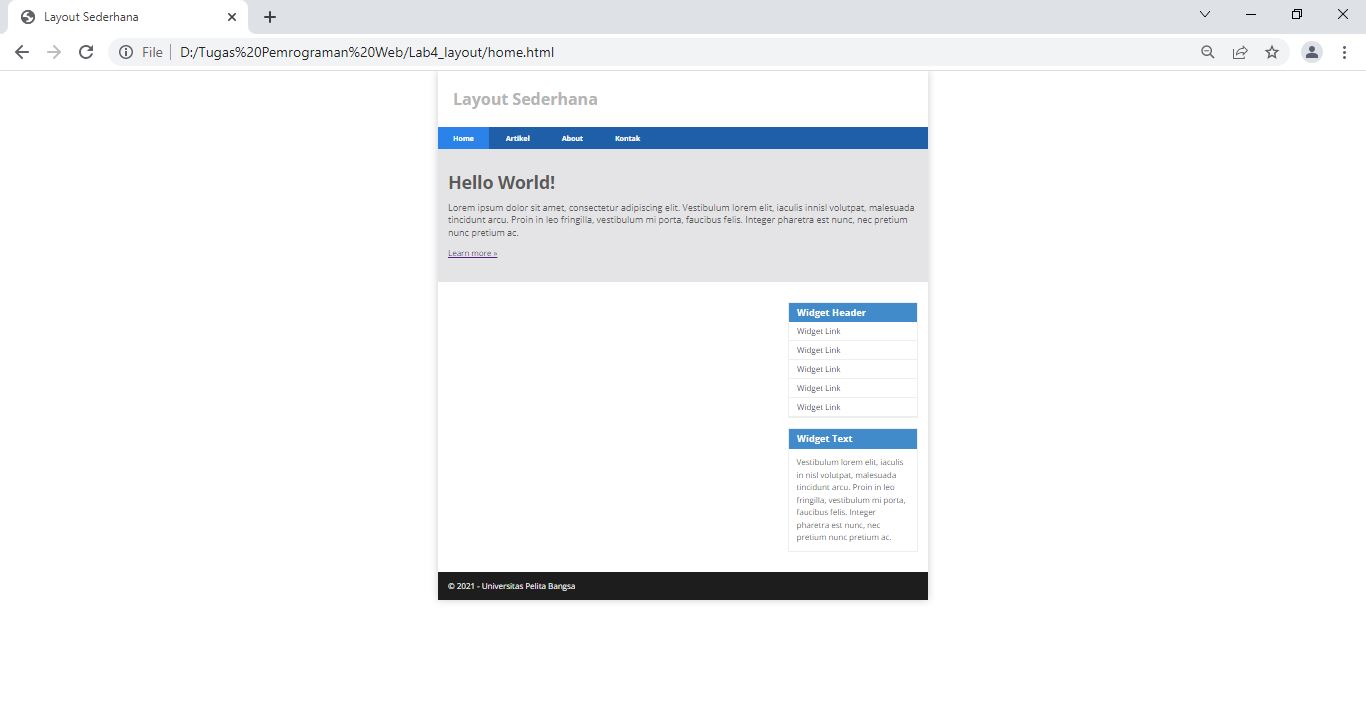 Layout Sederhana
File
D:/Tugas%20Pemrograman%20Web/Lab4_layout/home.html
Layout Sederhana
Home Artikel About Kontak
Hello World!
Lorem ipsum dolor sit amet, consectetur adipiscing elit. Vestibulum lorem elit, iaculis innisl volutpat, malesuada
tincidunt arcu. Proin in leo fringilla, vestibulum mi porta, faucibus felis. Integer pharetra est nunc, nec pretium
nunc pretium ac.
Learn more »
Widget Header
Widget Link
Widget Link
Widget Link
Widget Link
Widget Link
Widget Text
Vestibulum lorem elit, iaculis
in nisl volutpat, malesuada
tincidunt arcu. Proin in leo
fringilla, vestibulum mi porta,
faucibus felis. Integer
pharetra est nunc, nec
pretium nunc pretium ac.
© 2021 - Universitas Pelita Bangsa